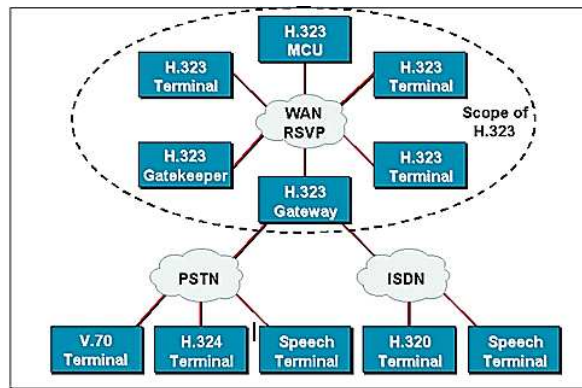 H.323
MCU
H.323
Terminal
H.323
Terminal
WAN
RSVP
Scope of
H.323
H.323
Gatekeeper
H.323
Terminal
H.323
Gateway
PSTN
ISDN
V.70
Terminal
H.324
Terminal
Speech
Terminal
H.320
Terminal
Speech
Terminal